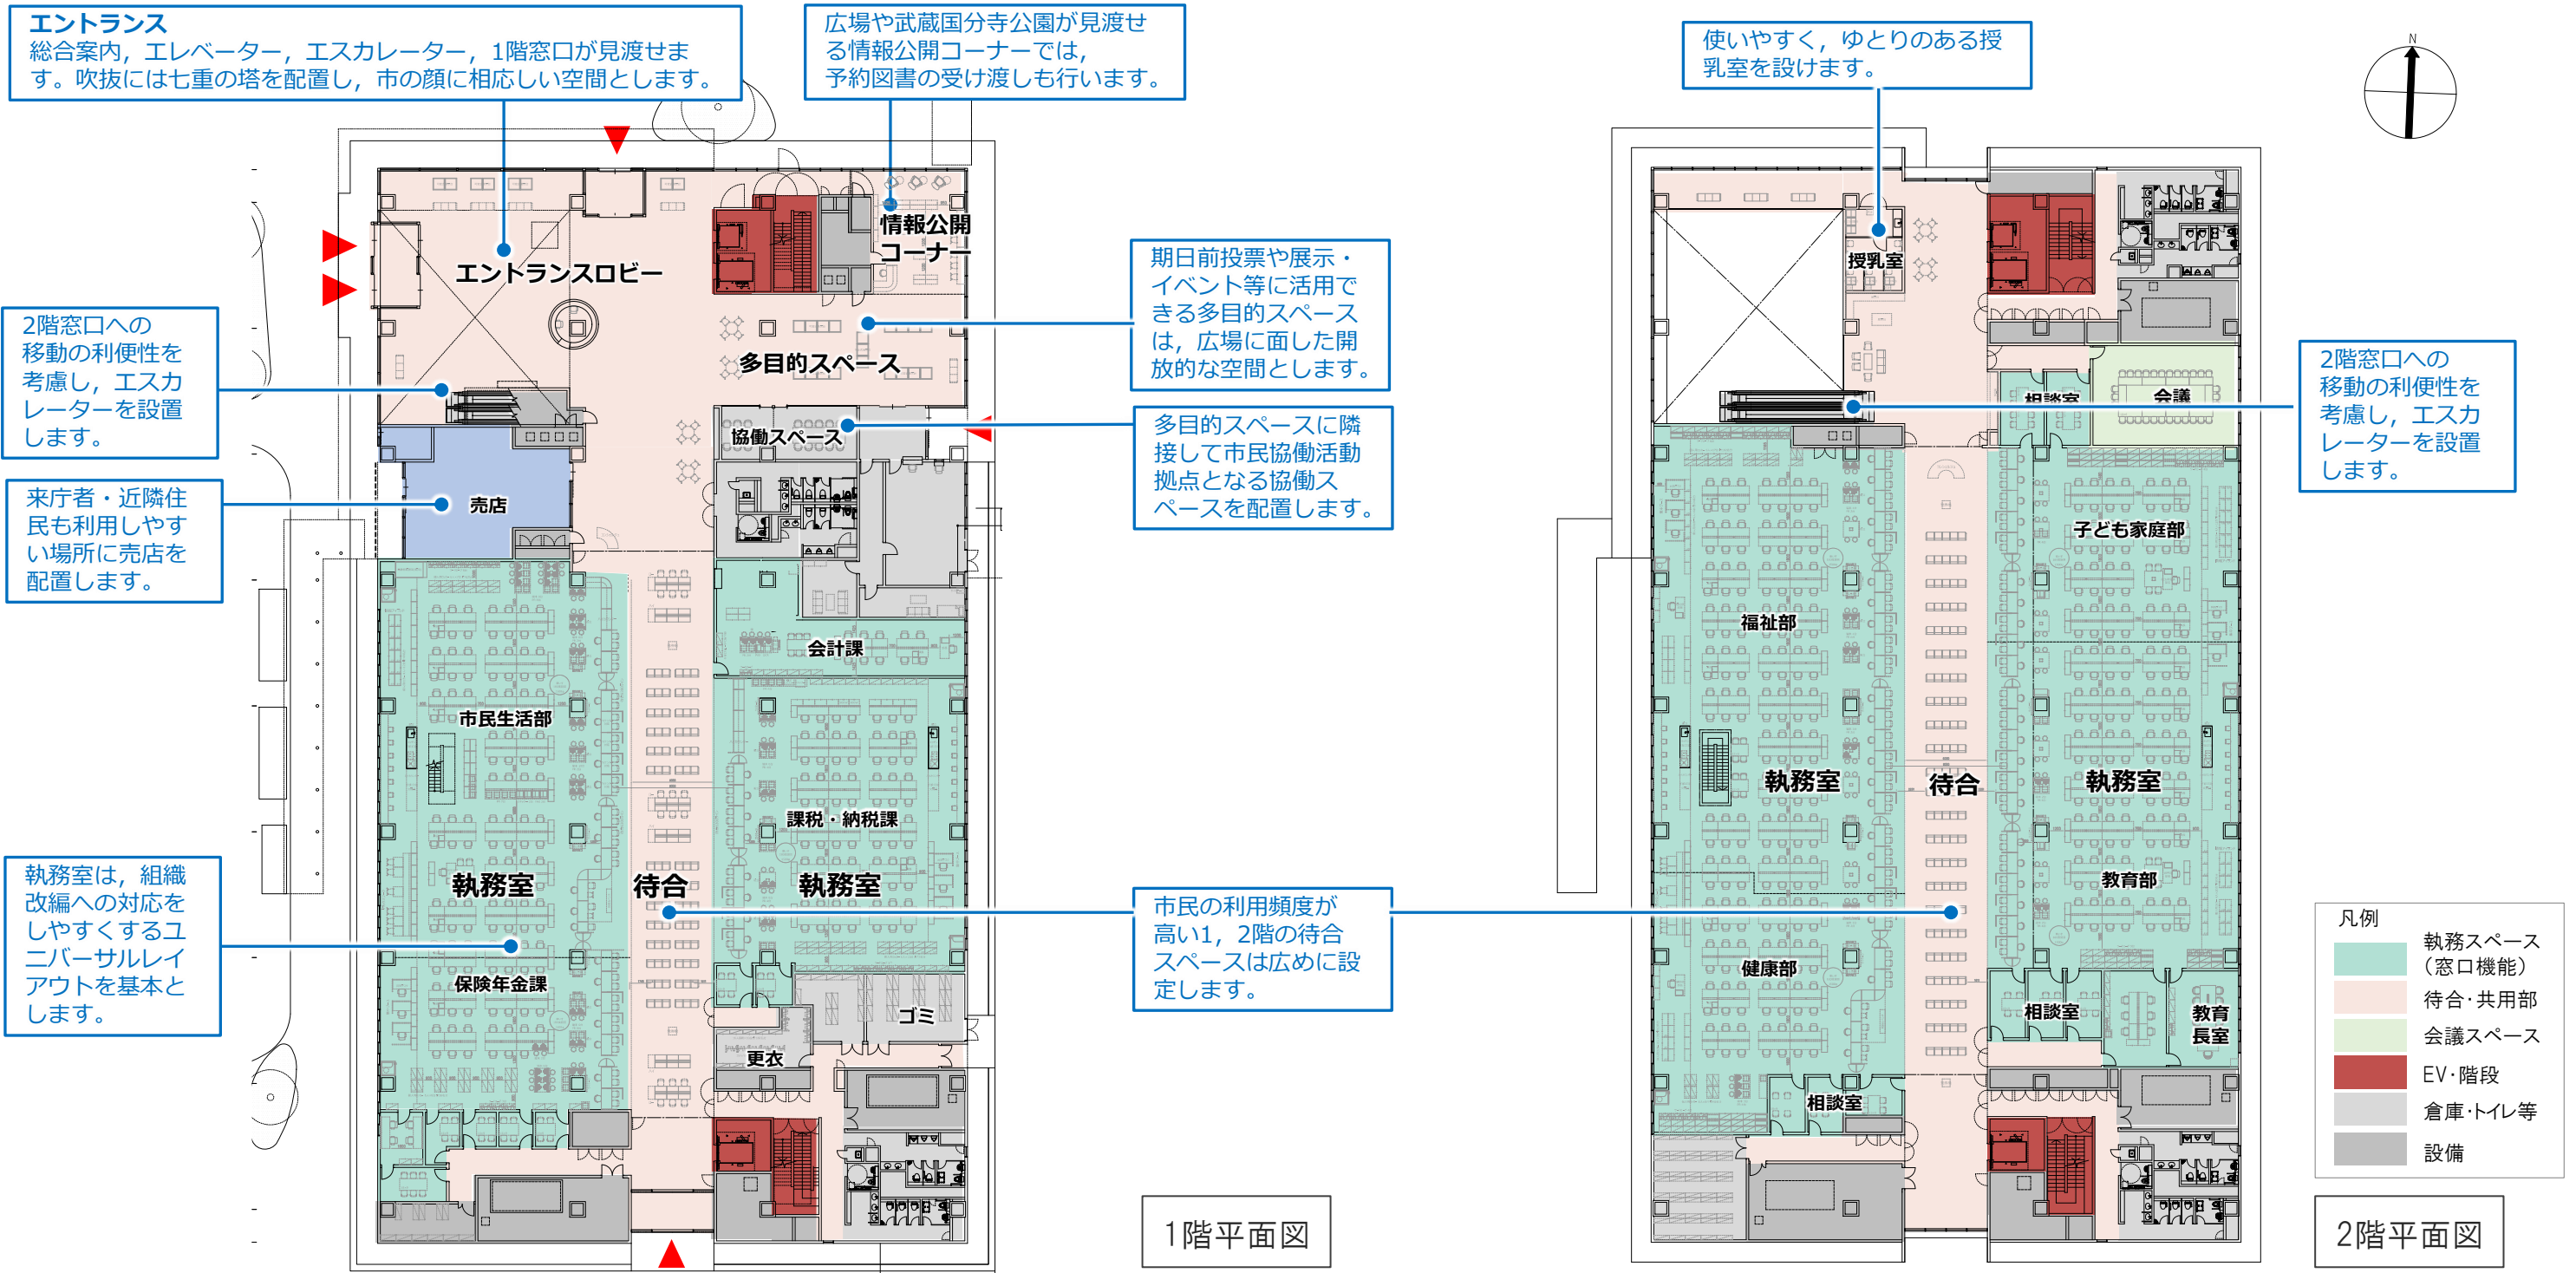 エントランス
総合案内，エレベーター，エスカレーター，1階窓口が見渡せま
す。吹抜には七重の塔を配置し，市の顔に相応しい空間とします。
広場や武蔵国分寺公園が見渡せ
る情報公開コーナーでは，
予約図書の受け渡しも行います。
情報公開
コーナー
エントランスロビー
期日前投票や展示・
イベント等に活用で
きる多目的スペース
は，広場に面した開
放的な空間とします。
2階窓口への
移動の利便性を
考慮し，エスカ
レーターを設置
します。
多目的スペース
多目的スペースに隣
接して市民協働活動
拠点となる協働ス
ペースを配置します。
協働スペース
来庁者・近隣住
民も利用しやす
い場所に売店を
配置します。
売店
会計課
市民生活部
課税・納税課
執務室
待合
執務室
執務室は，組織
改編への対応を
しやすくするユ
ニバーサルレイ
アウトを基本と
します。
保険年金課
ゴミ
更衣
市民の利用頻度が
高い1，2階の待合
スペースは広めに設
定します。
1階平面図
使いやすく，ゆとりのある授
乳室を設けます。
N
授乳室
相談室
会議
2階窓口への
移動の利便性を
考慮し，エスカ
レーターを設置
します。
子ども家庭部
福祉部
執務室
待合
執務室
教育部
健康部
相談室
教育
長室
相談室
凡例
執務スペース
（窓口機能）
待合･共用部
会議スペース
EV･階段
倉庫･トイレ等
設備
2階平面図